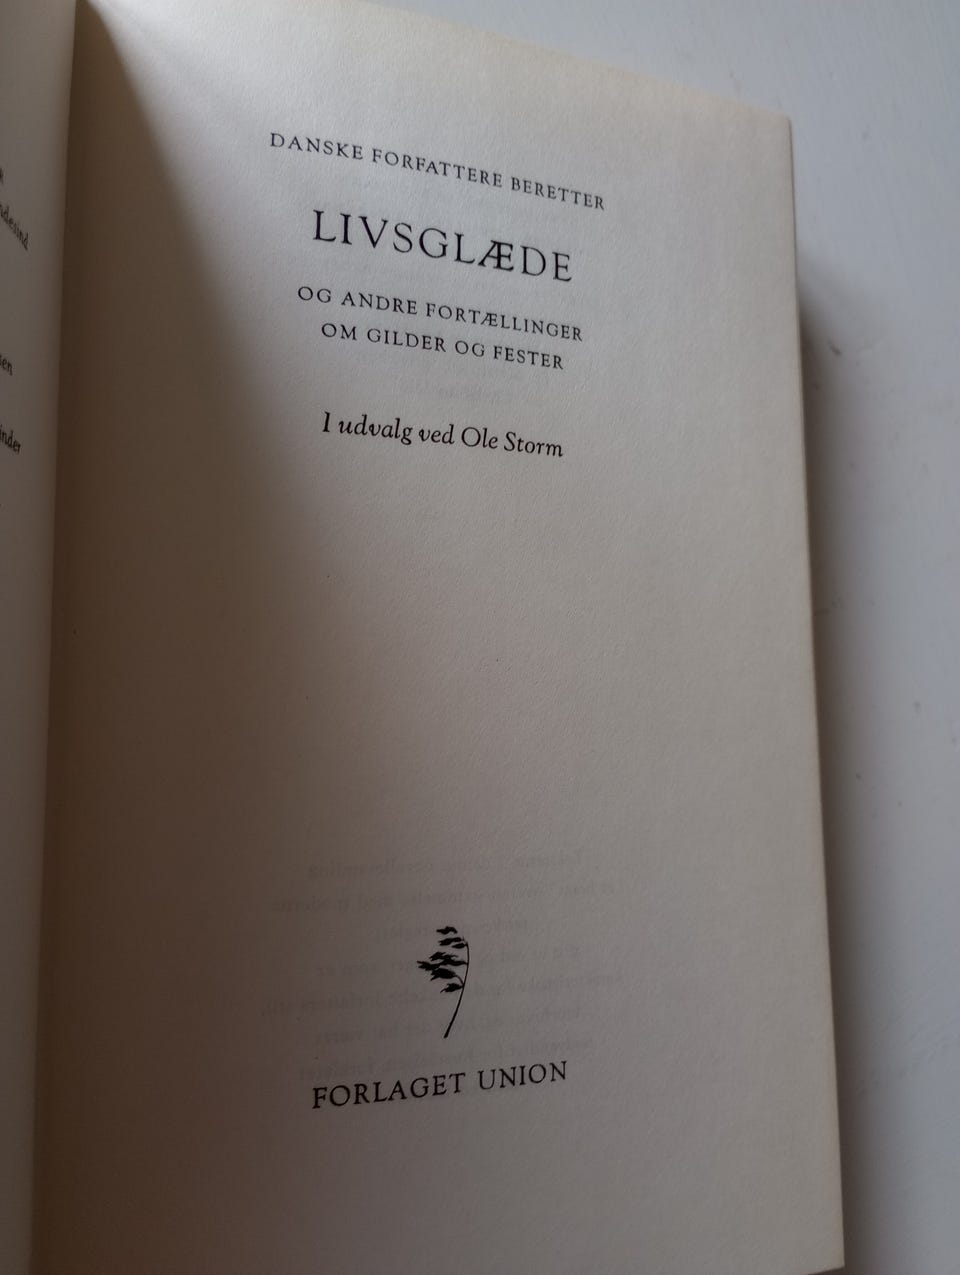 DANSKE FORFATTERE BERETTER
LIVSGLÆDE
OG ANDRE FORTÆLLINGER
OM GILDER OG FESTER
I udvalg ved Ole Storm
FORLAGET UNION